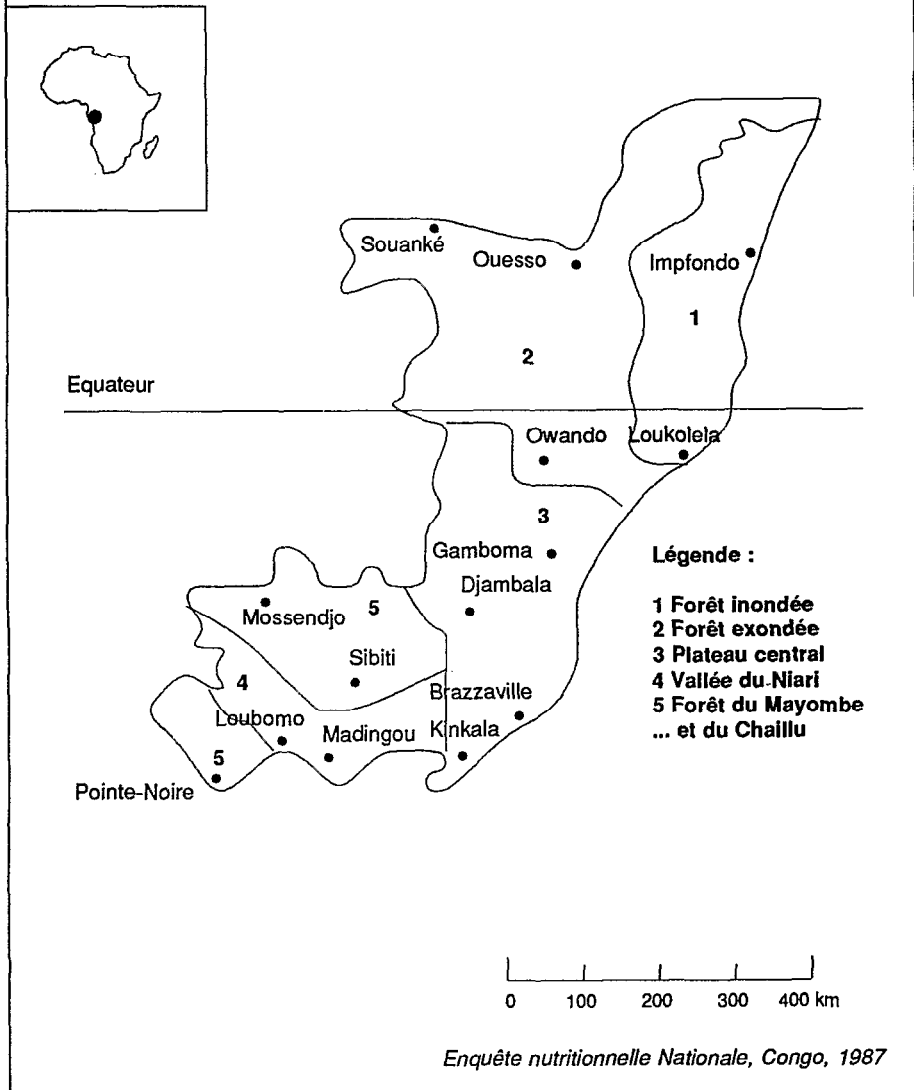 Souanké
Ouesso
Impfondo
1
2
Equateur
Owando
Loukolela
3
Gamboma
Djambala
Légende :
1 Forêt inondée
2 Forêt exondée
3 Plateau central
4 Vallée du Niari
5 Forêt du Mayombe
... et du Chaillu
5
Mossendjo
Sibiti
4
Brazzaville
Loubomo
Madingou
Kinkala
5
Pointe-Noire
0 100 200 300 400 km
Enquête nutritionnelle Nationale, Congo, 1987